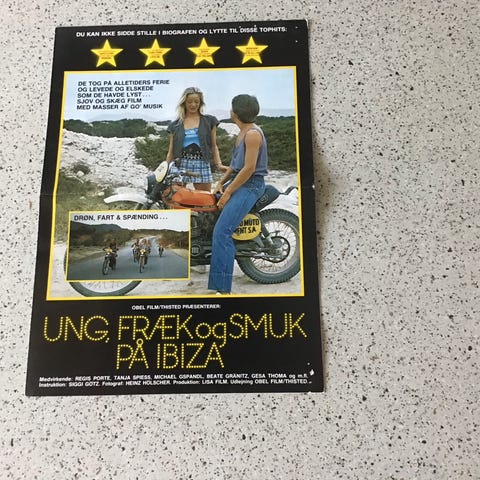 DU KAN IKKE SIDDE STILLE I BIOGRAFEN OG LYTTE TIL DISSE TOPHITS:
DE TOG PÅ ALLETIDERS FERIE
OG LEVEDE OG ELSKEDE
SOM DE HAVDE LYST...
SJOV OG SKÆG FILM
MED MASSER AF GO' MUSIK
DRØN, FART & SPÆNDING...
OBEL FILM/THISTED PRÆSENTERER:
UNG, FRÆK og SMUK
PÅ IBIZA
Medvirkende: REGIS PORTE, TANJA SPIESS, MICHAEL GSPANDL, BEATE GRANITZ, GESA THOMA og m.fl.
Instruktion: SIGGI GÖTZ. Fotograf: HEINZ HÖLSCHER. Produktion: LISA FILM. Udlejning OBEL FILM/THISTED.